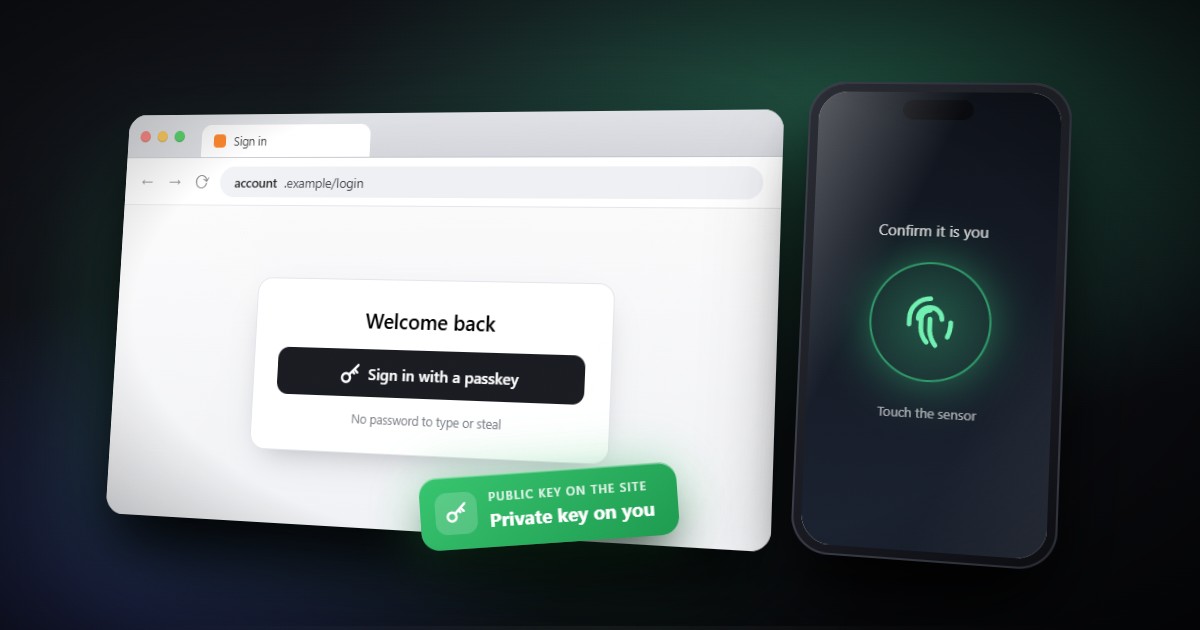 Sign in
account .example/login
Welcome back
Sign in with a passkey
No password to type or steal
PUBLIC KEY ON THE SITE
Private key on you
Confirm it is you
Touch the sensor